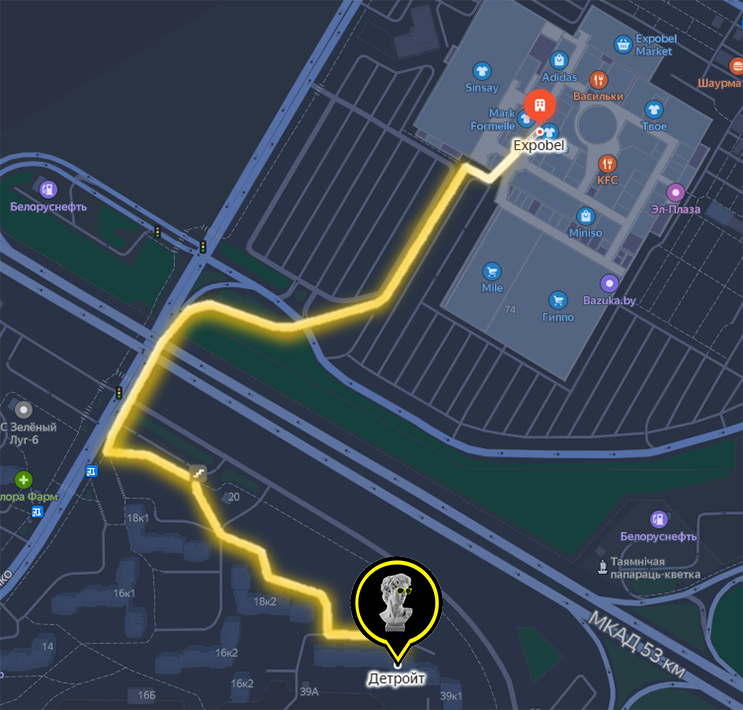 Expobel
Market
Adidas
Sinsay
Шаурма
Васильки
Mark
Formelle
Твое
Expobel
KFC
Белоруснефть
Эл-Плаза
Miniso
Mile
Bazuka.by
74
Гиппо
С Зелёный
Луг-6
лора Фарм
20
18к1
Белоруснефть
Таямнічая
папараць-кветка
16к1
18к2
МКАД 53 км
14
16к2
Детройт
16к2
39А
39к1
16Б